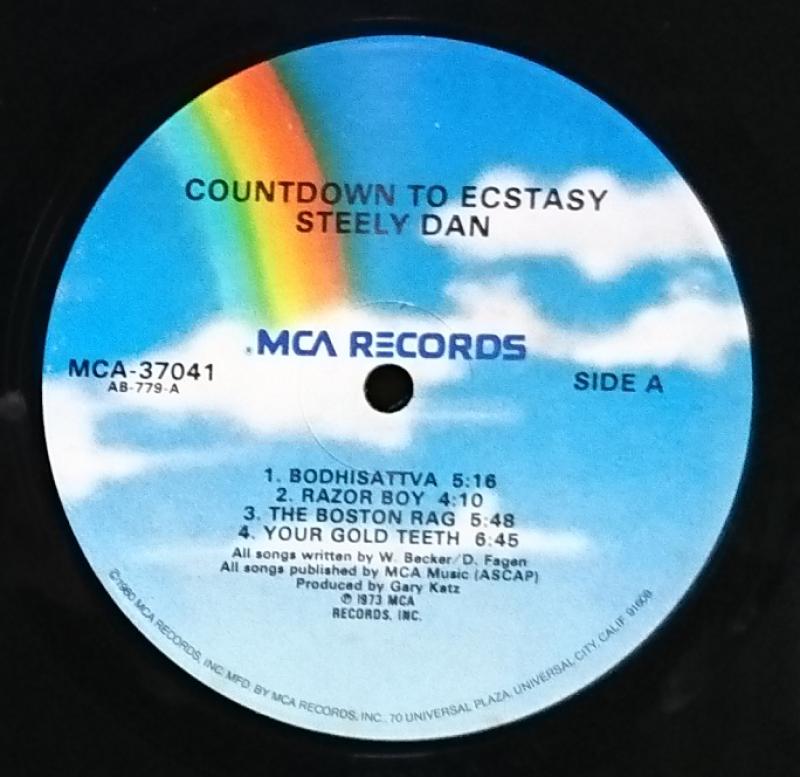 COUNTDOWN TO ECSTASY
STEELY DAN
MCA RECORDS
MCA-37041
AB-779-A
SIDE A
1. BODHISATTVA 5:16
2. RAZOR BOY 4:10
3. THE BOSTON RAG 5:48
4. YOUR GOLD TEETH 6:45
All songs written by W. Becker/D. Fagen
All songs published by MCA Music (ASCAP)
Produced by Gary Katz
℗ 1973 MCA
RECORDS, INC.
©1980 MCA RECORDS, INC. MFD. BY MCA RECORDS, INC., 70 UNIVERSAL PLAZA, UNIVERSAL CITY, CALIF. 91608